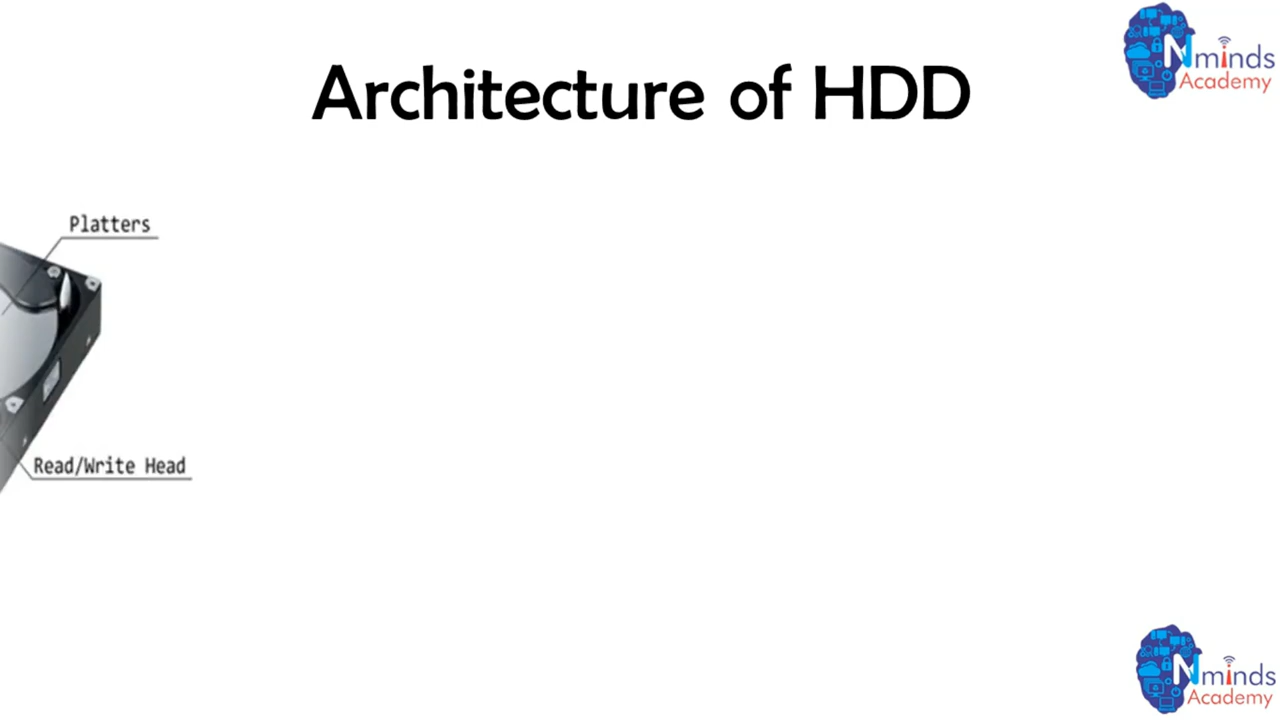 Nminds
Academy
Architecture of HDD
Platters
Read/Write Head
Nminds
Academy